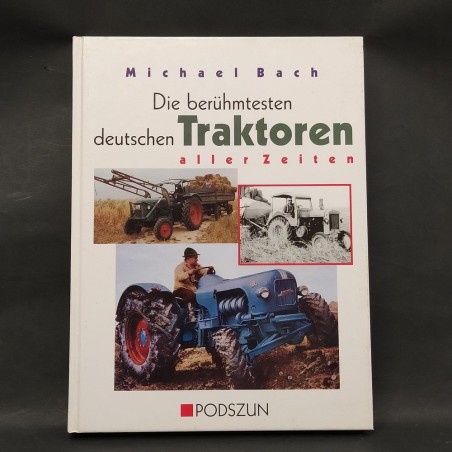 Michael Bach
Die berühmtesten
deutschen Traktoren
aller Zeiten
PODSZUN